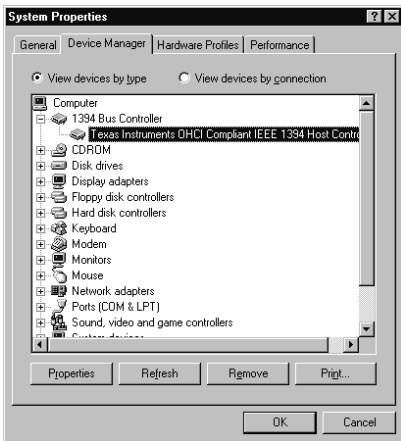 System Properties
General Device Manager Hardware Profiles Performance
View devices by type View devices by connection
Computer
1394 Bus Controller
Texas Instruments OHCI Compliant IEEE 1394 Host Contro
CDROM
Disk drives
Display adapters
Floppy disk controllers
Hard disk controllers
Keyboard
Modem
Monitors
Mouse
Network adapters
Ports (COM & LPT)
Sound, video and game controllers
System devices
Properties Refresh Remove Print...
OK Cancel